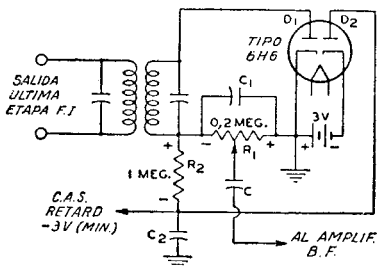 D1 D2
TIPO
6H6
SALIDA
ULTIMA
ETAPA F.I
C1
0,2 MEG.
3V
- + + -
R1
+
R2
1 MEG.
-
C
C.A.S.
RETARD
-3V (MIN.)
C2
AL AMPLIF.
B.F.